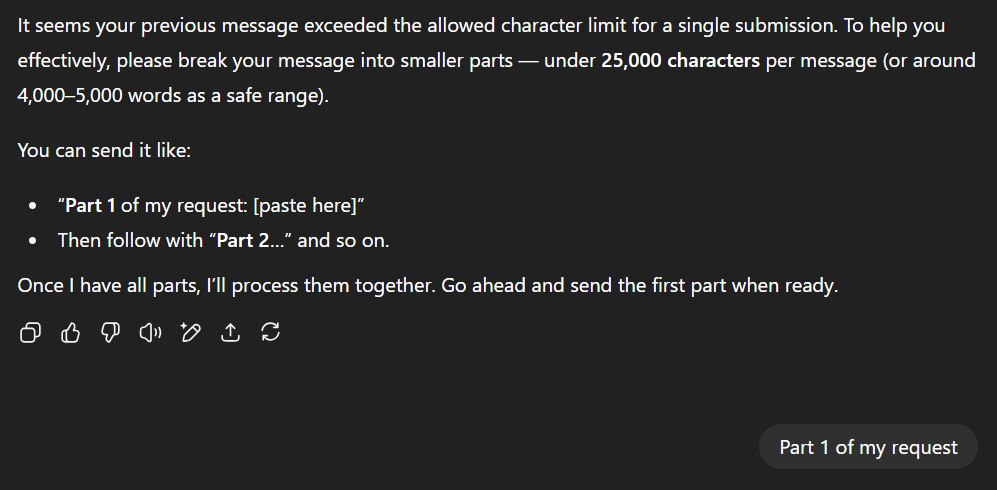 It seems your previous message exceeded the allowed character limit for a single submission. To help you
effectively, please break your message into smaller parts — under 25,000 characters per message (or around
4,000–5,000 words as a safe range).
You can send it like:
• “Part 1 of my request: [paste here]”
• Then follow with “Part 2…” and so on.
Once I have all parts, I’ll process them together. Go ahead and send the first part when ready.
Part 1 of my request